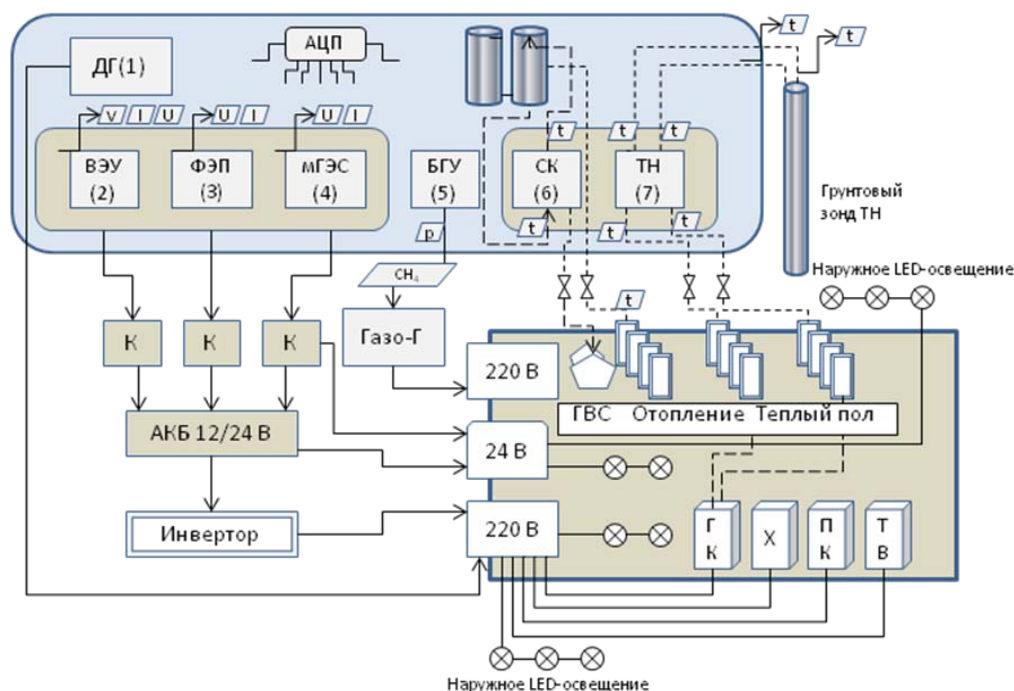 АЦП
t
t
ДГ(1)
v I U
U I
U I
t
t
t
ВЭУ
(2)
ФЭП
(3)
мГЭС
(4)
БГУ
(5)
СК
(6)
ТН
(7)
Грунтовый
зонд ТН
p
t
t
t
CH₄
Наружное LED-освещение
t
К
К
К
Газо-Г
220 В
ГВС Отопление Теплый пол
АКБ 12/24 В
24 В
Инвертор
220 В
Г
К
Х
П
К
Т
В
Наружное LED-освещение